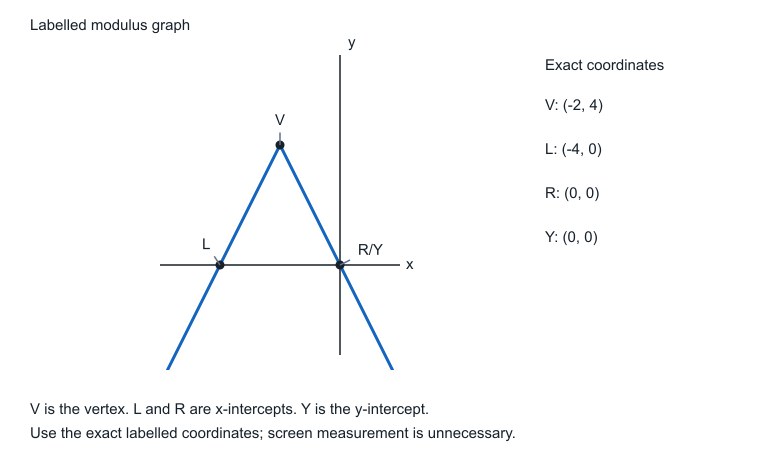 Labelled modulus graph
y
Exact coordinates
V: (-2, 4)
V
L: (-4, 0)
R: (0, 0)
Y: (0, 0)
L
R/Y
x
V is the vertex. L and R are x-intercepts. Y is the y-intercept.
Use the exact labelled coordinates; screen measurement is unnecessary.